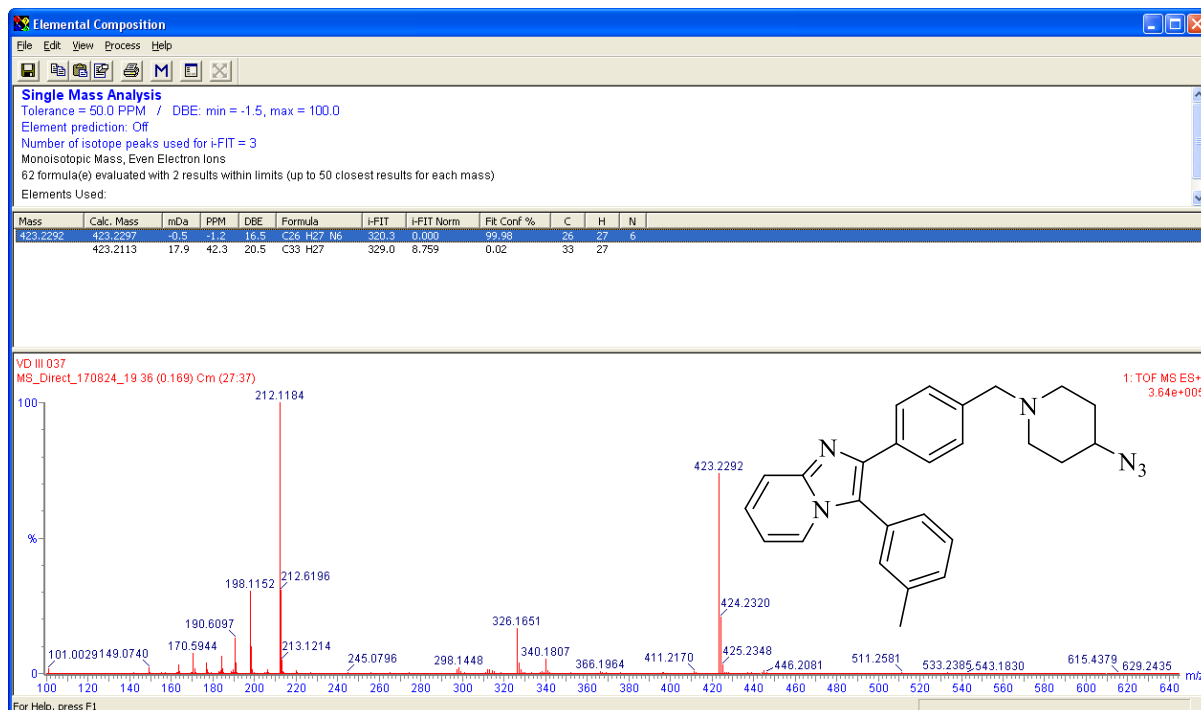 Elemental Composition
File Edit View Process Help
M
Single Mass Analysis
Tolerance = 50.0 PPM / DBE: min = -1.5, max = 100.0
Element prediction: Off
Number of isotope peaks used for i-FIT = 3
Monoisotopic Mass, Even Electron Ions
62 formula(e) evaluated with 2 results within limits (up to 50 closest results for each mass)
Elements Used:
Mass Calc. Mass mDa PPM DBE Formula i-FIT i-FIT Norm Fit Conf % C H N
423.2292 423.2297 -0.5 -1.2 16.5 C26 H27 N6 320.3 0.000 99.98 26 27 6
423.2113 17.9 42.3 20.5 C33 H27 329.0 8.759 0.02 33 27
VD III 037
MS_Direct_170824_19 36 (0.169) Cm (27:37)
1: TOF MS ES+
3.64e+005
100
212.1184
N
N3
N
N
423.2292
%
198.1152
212.6196
424.2320
190.6097
326.1651
170.5944
213.1214
340.1807
425.2348
101.0029
149.0740
245.0796
298.1448
366.1964
411.2170
446.2081
511.2581
533.2385
543.1830
615.4379
629.2435
0
100 120 140 160 180 200 220 240 260 280 300 320 340 360 380 400 420 440 460 480 500 520 540 560 580 600 620 640
m/z
For Help, press F1